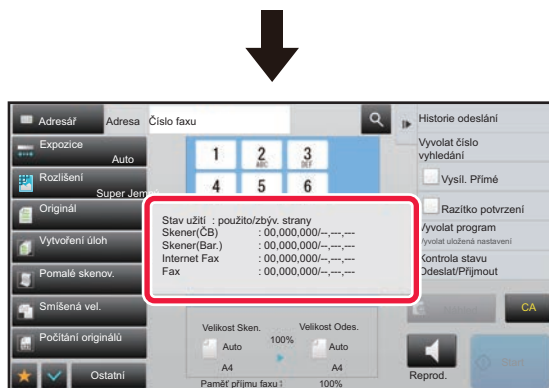 Adresář
Adresa
Číslo faxu
Expozice
Auto
Rozlišení
Super Jem
Originál
Vytvoření úloh
Pomalé skenov.
Smíšená vel.
Počítání originálů
Ostatní
1
2
ABC
3
DEF
4
5
6
Stav užití : použito/zbýv. strany
Skener(ČB) : 00,000,000/--,---,---
Skener(Bar.) : 00,000,000/--,---,---
Internet Fax : 00,000,000/--,---,---
Fax : 00,000,000/--,---,---
Velikost Sken.
Auto
A4
100%
Velikost Odes.
Auto
A4
Paměť příjmu faxu :
100%
Historie odeslání
Vyvolat číslo
vyhledání
Vysíl. Přímé
Razítko potvrzení
Vyvolat program
Vyvolat uložená nastavení
Kontrola stavu
Odeslat/Přijmout
CA
Reprod.
Start